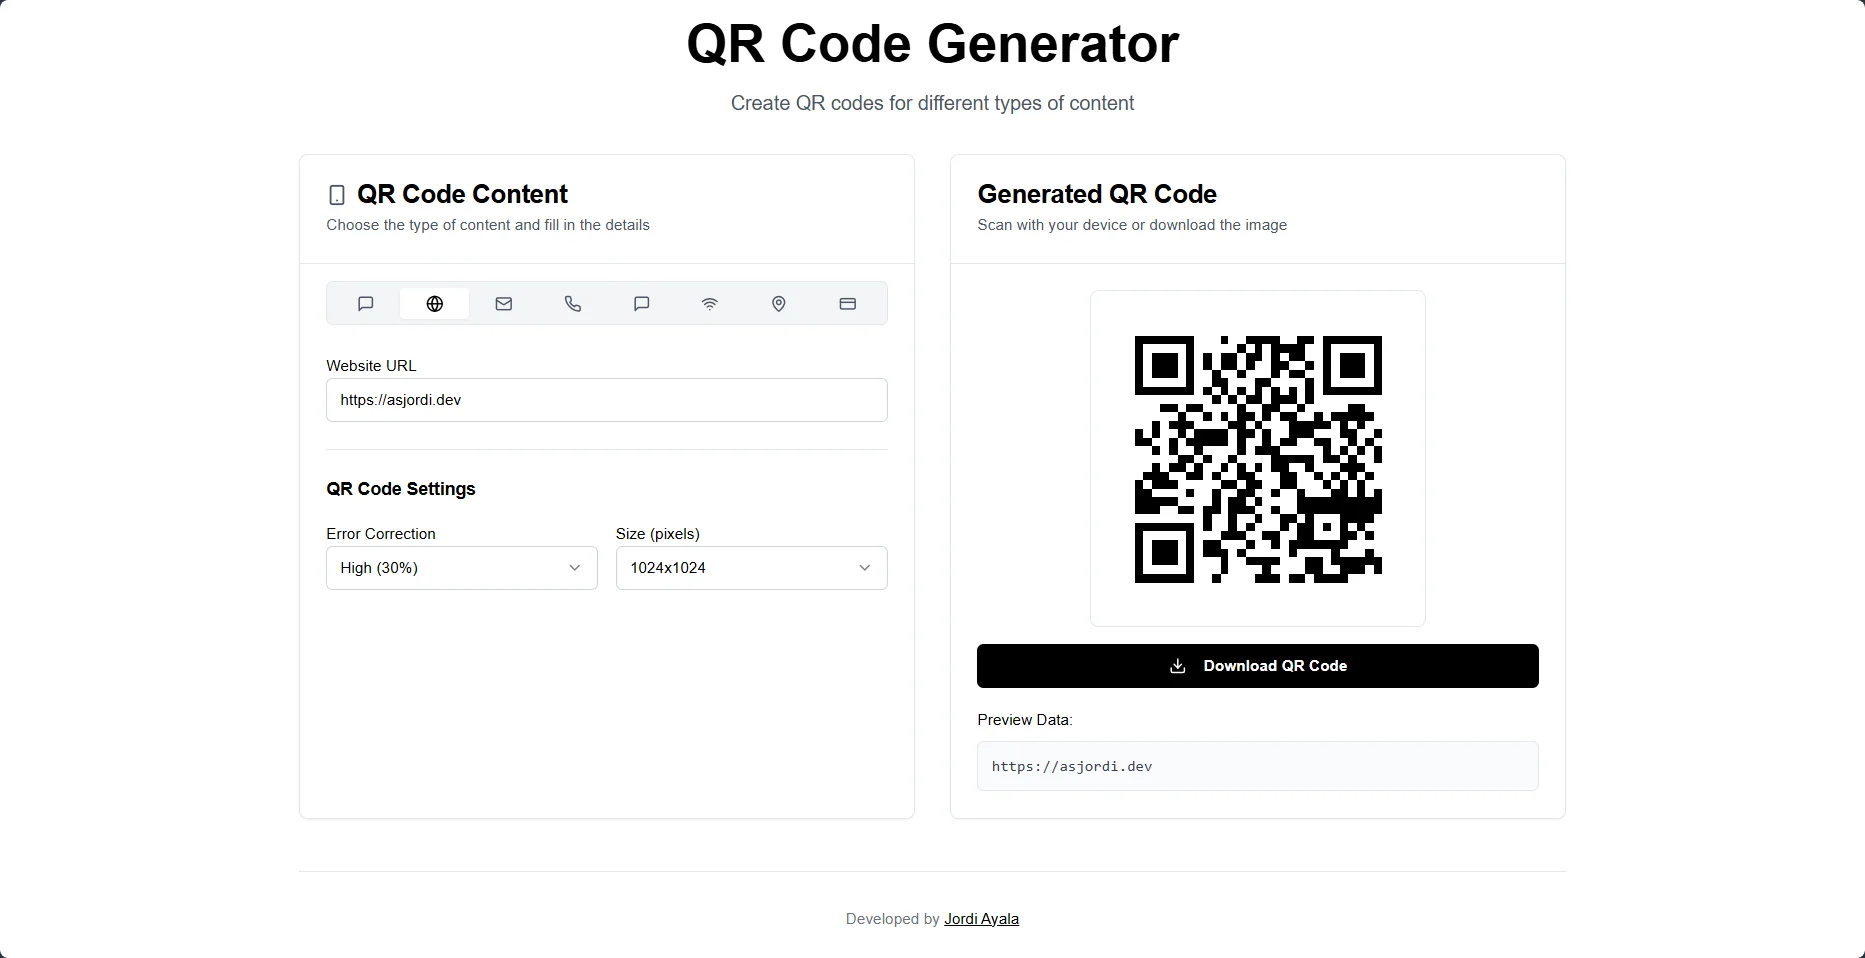 QR Code Generator
Create QR codes for different types of content
QR Code Content
Choose the type of content and fill in the details
Website URL
https://asjordi.dev
QR Code Settings
Error Correction
Size (pixels)
High (30%)
1024x1024
Generated QR Code
Scan with your device or download the image
Download QR Code
Preview Data:
https://asjordi.dev
Developed by Jordi Ayala